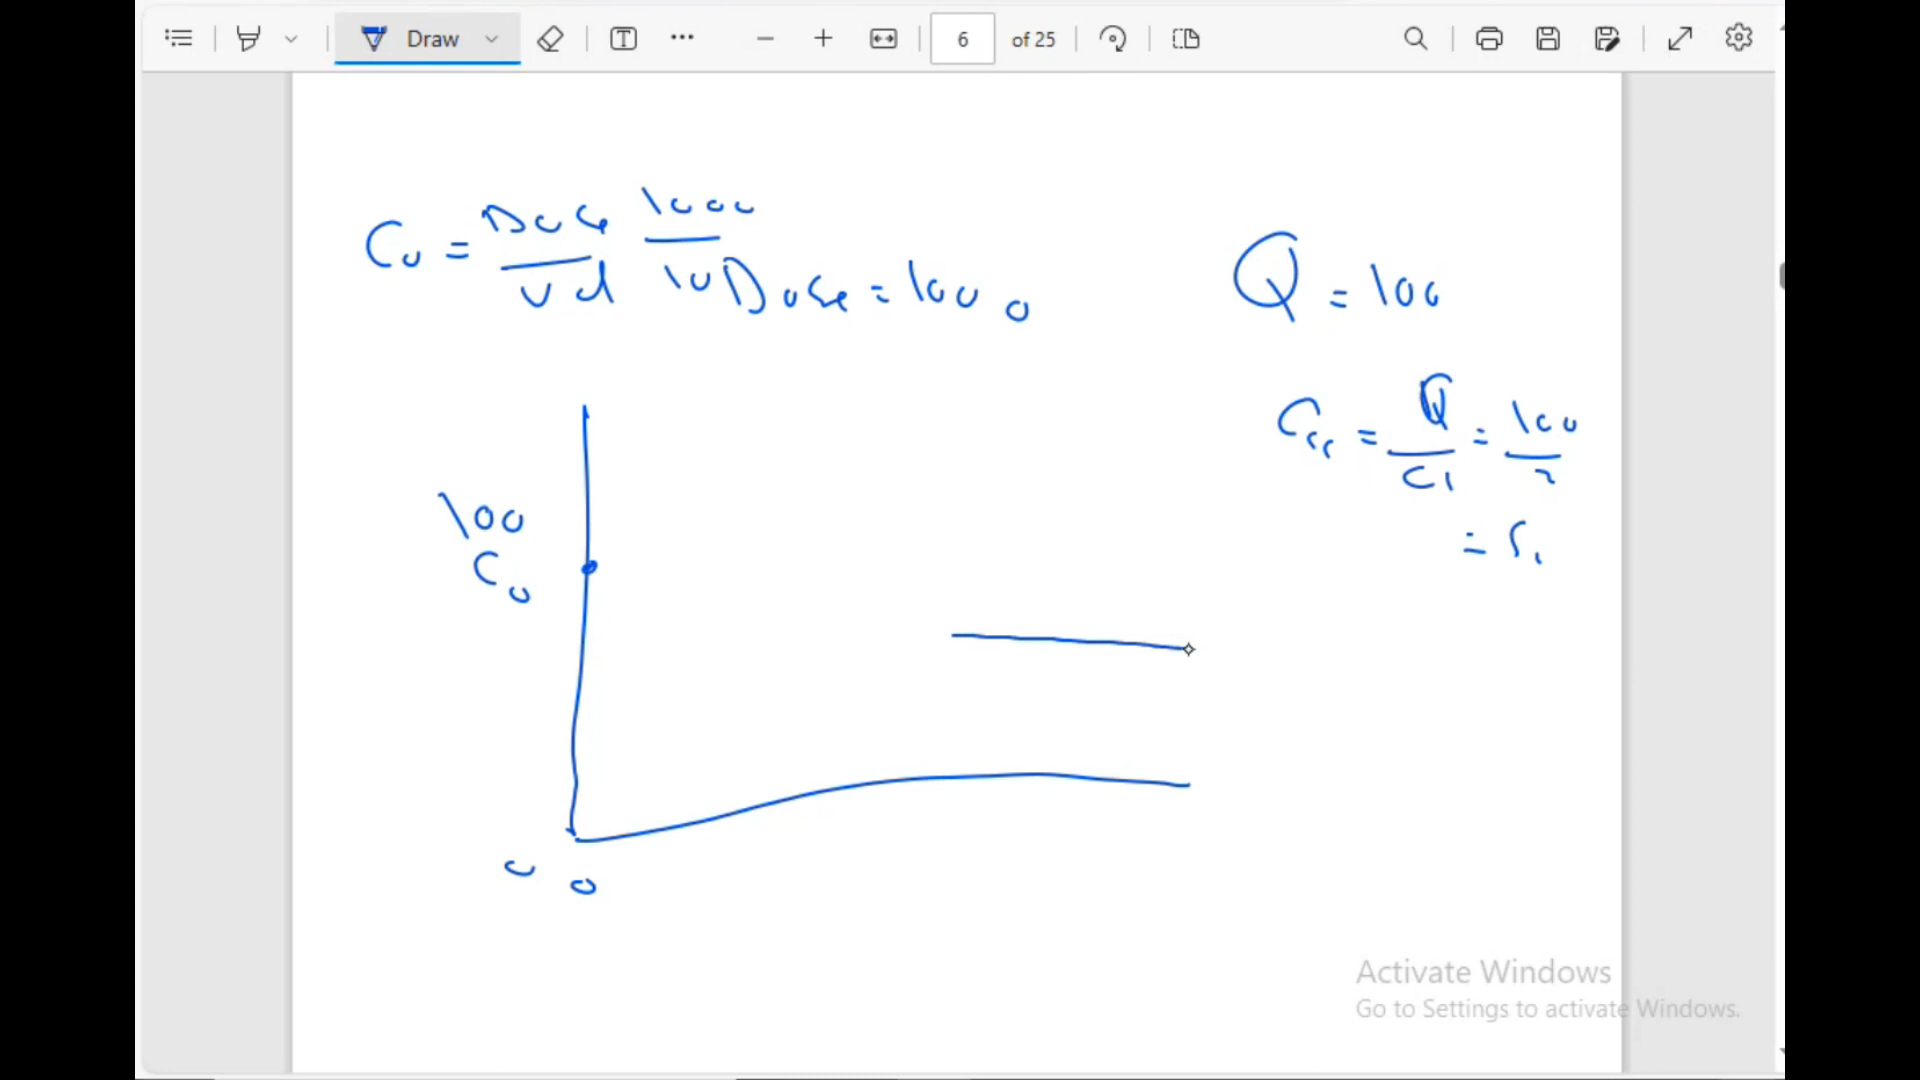 Draw
6 of 25
C0 = Dose / Vd 1000 / 10 Dose = 1000
Q = 100
Css = Q / Cl = 100 / 2
= 50
100
C0
0 0
Activate Windows
Go to Settings to activate Windows.